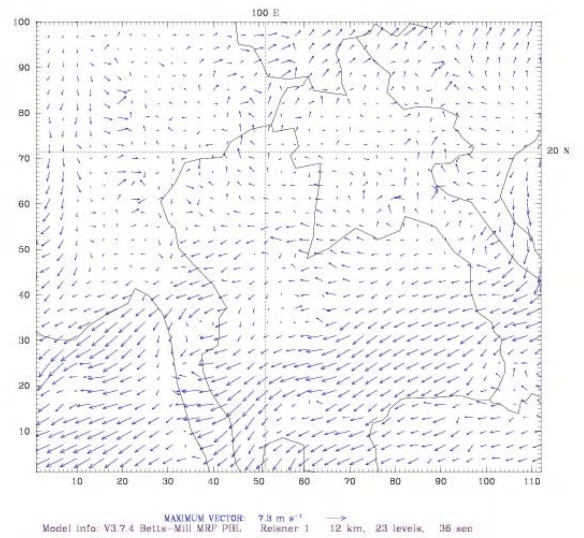 100 E
100
90
80
70
20 N
60
50
40
30
20
10
10 20 30 40 50 60 70 80 90 100 110
MAXIMUM VECTOR: 7.3 m s⁻¹
Model info: V3.7.4 Betts-Mill MRF PBL Reisner 1 12 km, 23 levels, 36 sec